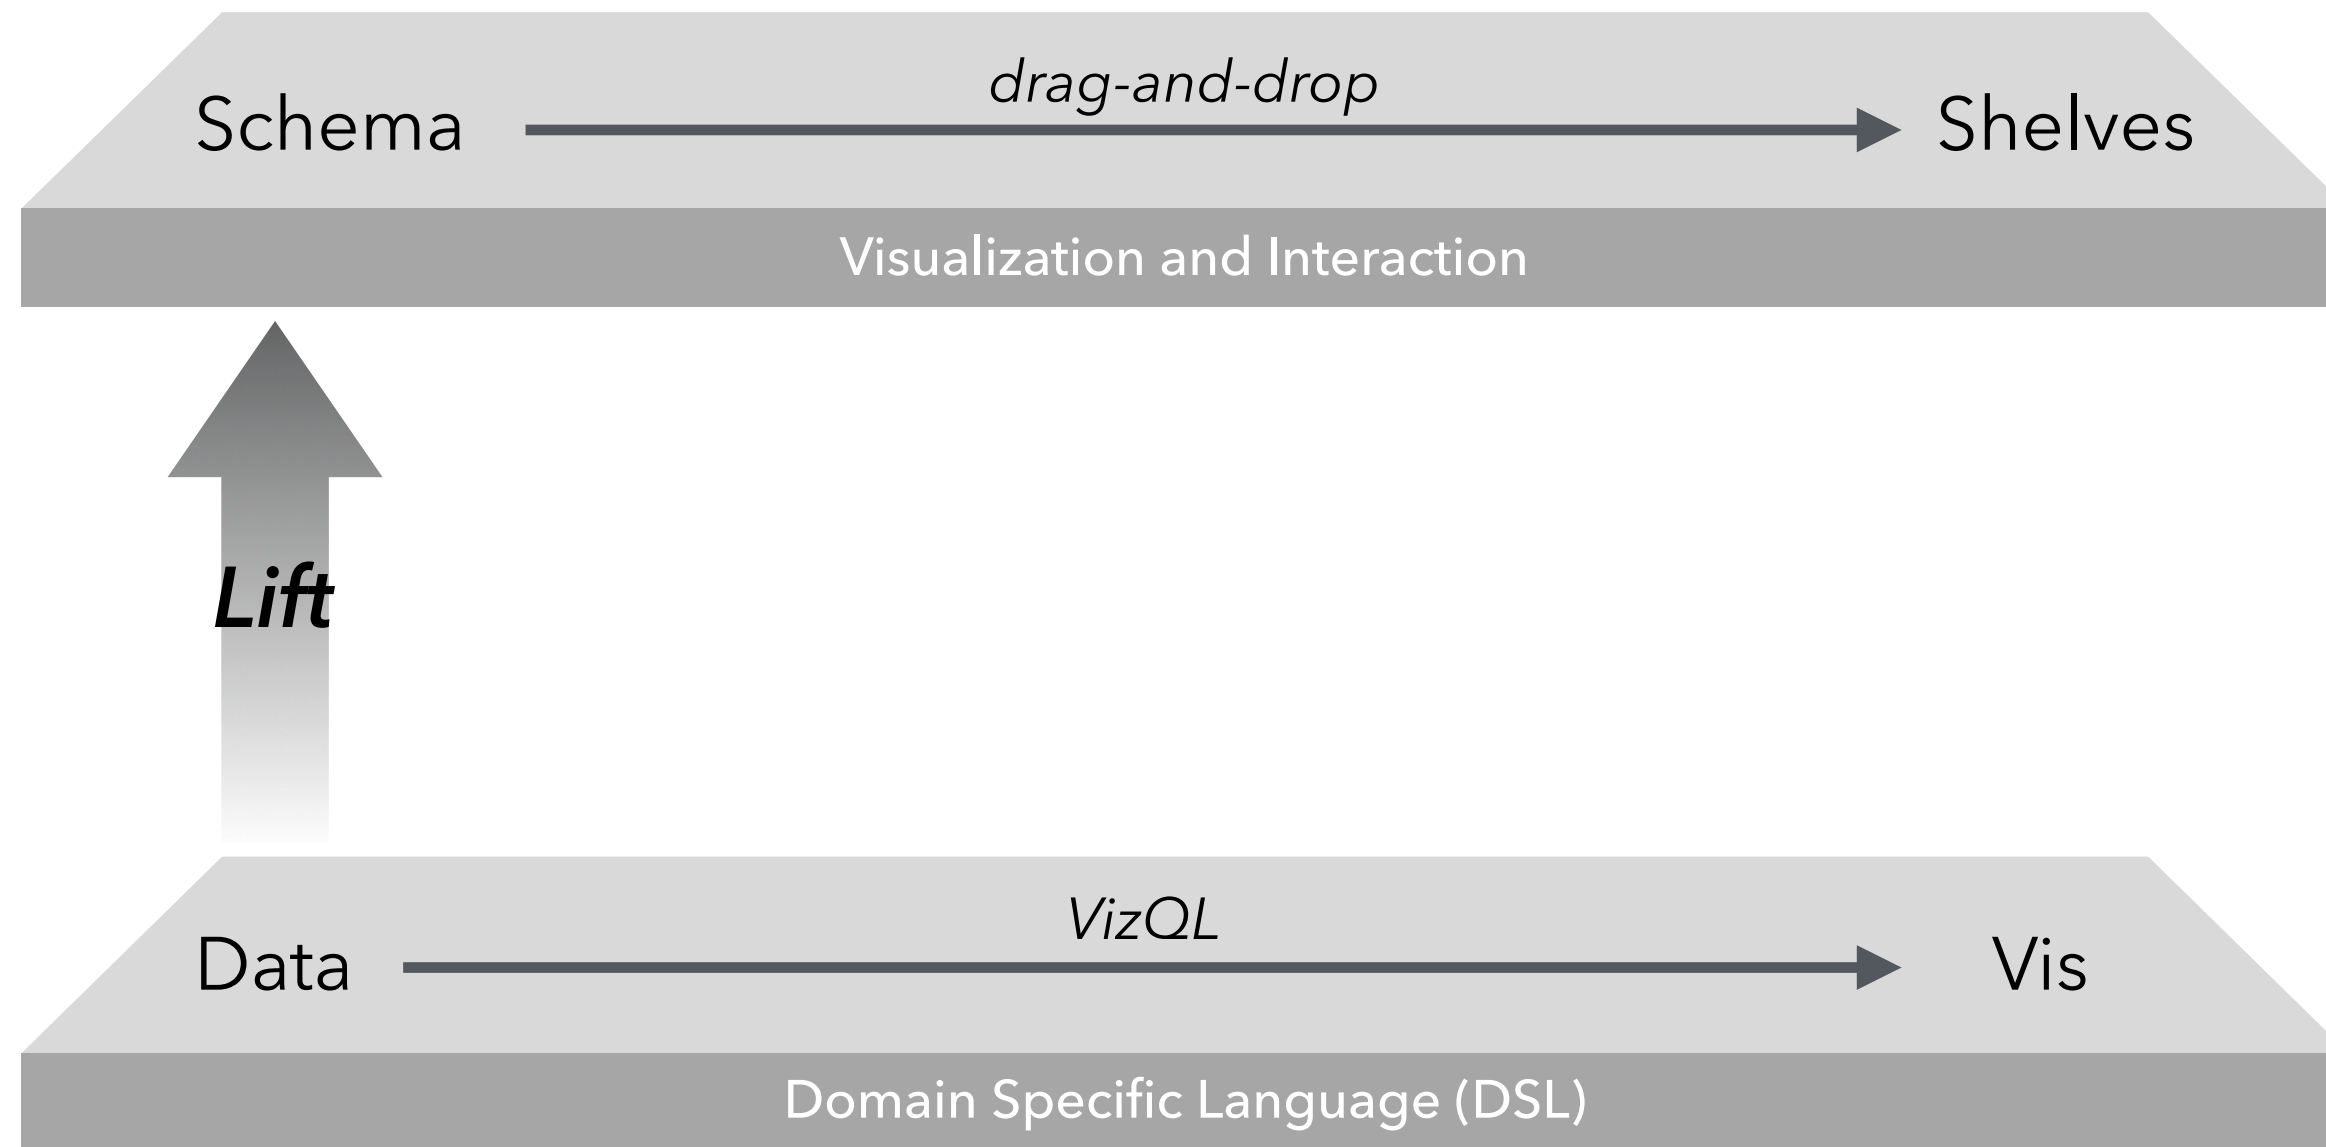 drag-and-drop
Schema
Shelves
Visualization and Interaction
Lift
VizQL
Data
Vis
Domain Specific Language (DSL)